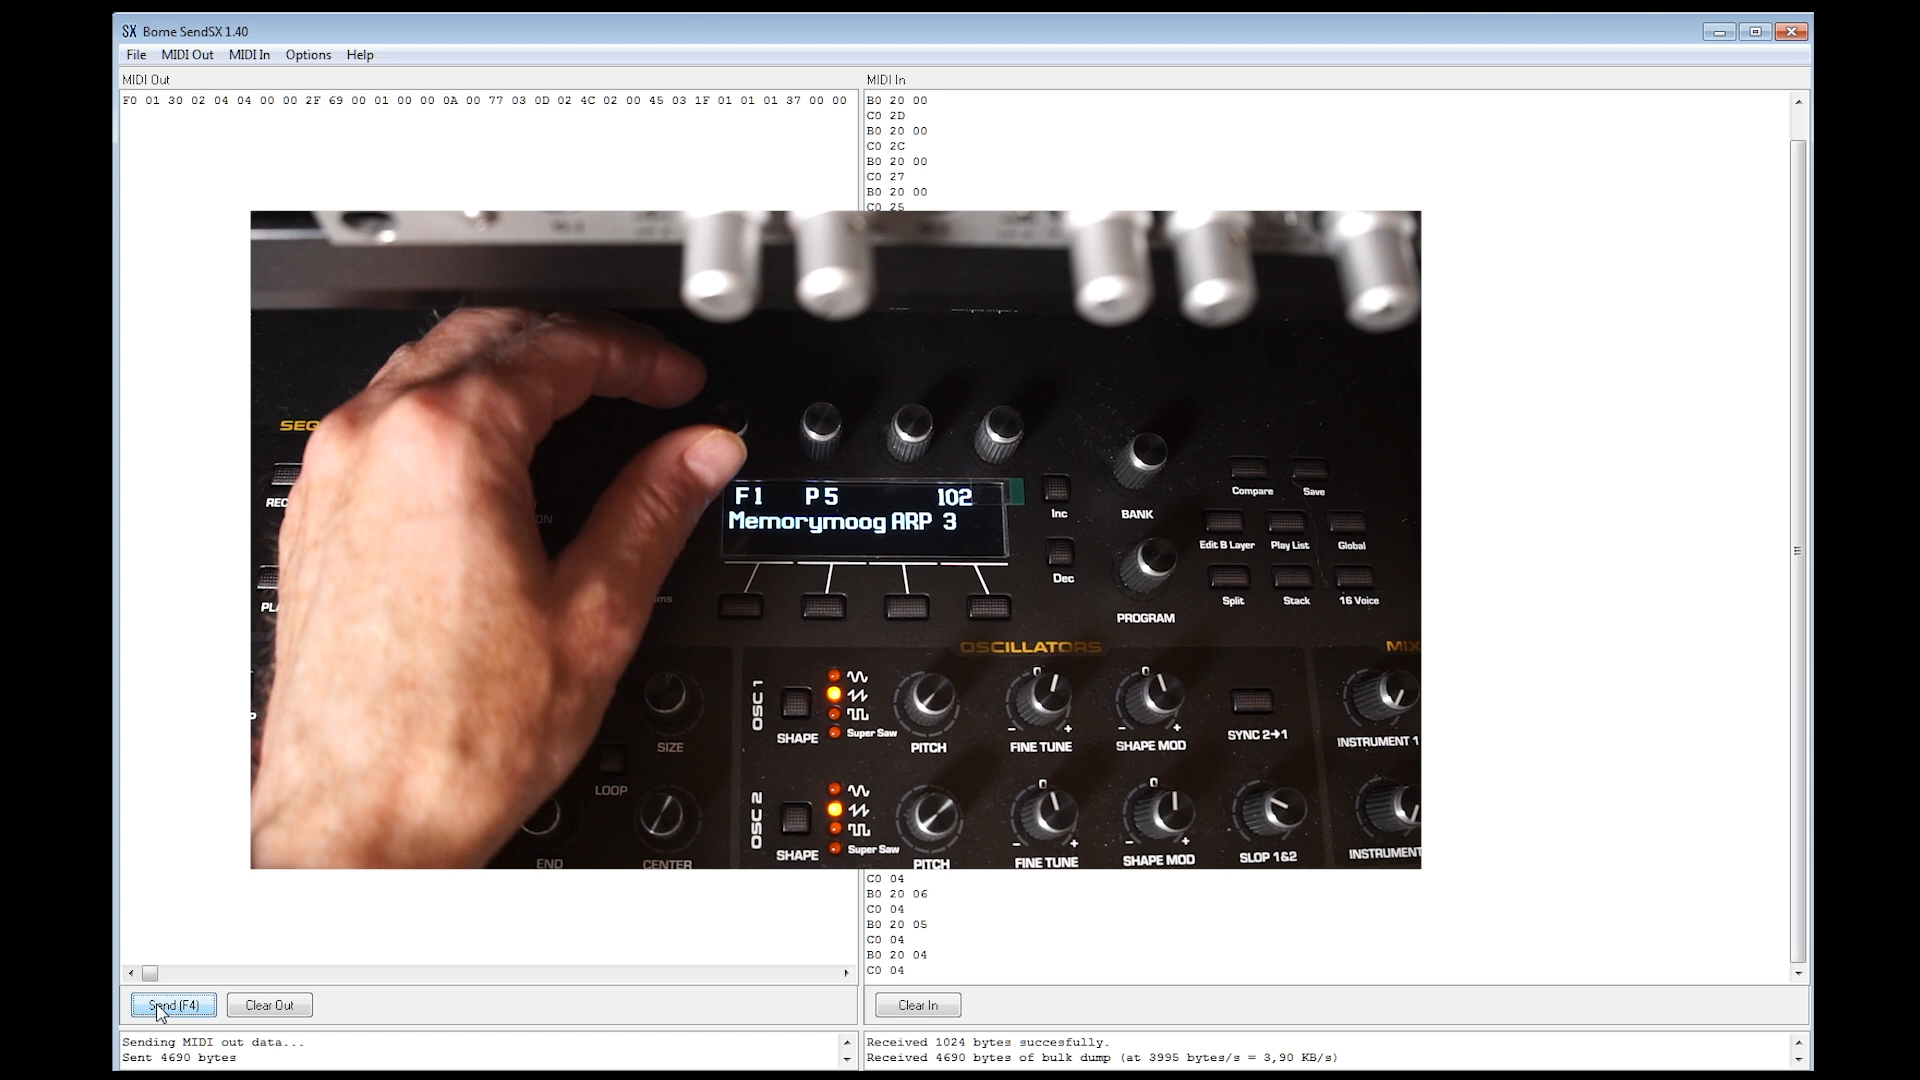 SX Bome SendSX 1.40
File MIDI Out MIDI In Options Help
MIDI Out
F0 01 30 02 04 04 00 00 2F 69 00 01 00 00 0A 00 77 03 0D 02 4C 02 00 45 03 1F 01 01 01 37 00 00
MIDI In
B0 20 00
C0 2D
B0 20 00
C0 2C
B0 20 00
C0 27
B0 20 00
C0 25
F1 P5 102
Memorymoog ARP 3
Inc
Dec
BANK
PROGRAM
Compare Save
Edit B Layer Play List Global
Split Stack 16 Voice
OSCILLATORS
OSC 1
SHAPE
Super Saw
PITCH
FINE TUNE
SHAPE MOD
SYNC 2→1
INSTRUMENT 1
OSC 2
SHAPE
Super Saw
PITCH
FINE TUNE
SHAPE MOD
SLOP 1&2
INSTRUMENT
SIZE
LOOP
END
CENTER
C0 04
B0 20 06
C0 04
B0 20 05
C0 04
B0 20 04
C0 04
Send (F4) Clear Out
Clear In
Sending MIDI out data...
Sent 4690 bytes
Received 1024 bytes succesfully.
Received 4690 bytes of bulk dump (at 3995 bytes/s = 3,90 KB/s)